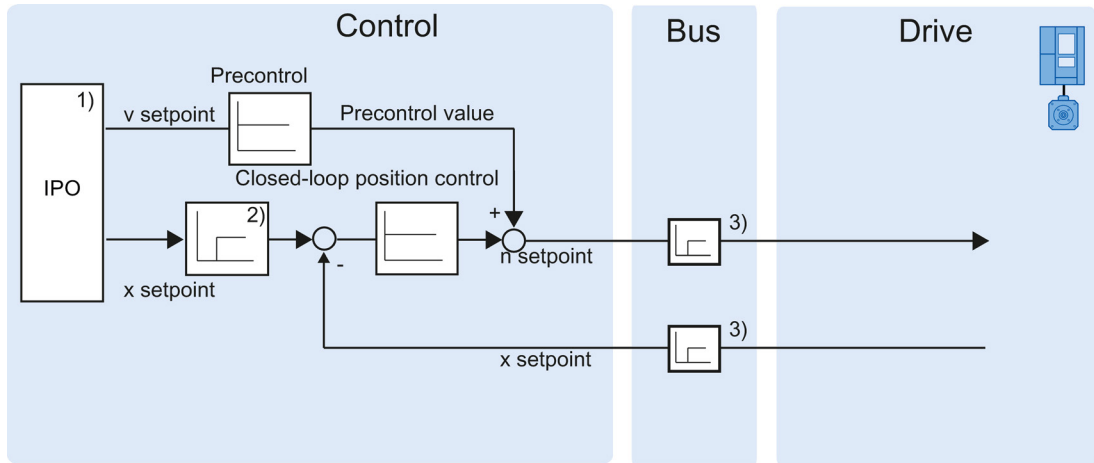 Control
Bus
Drive
Precontrol
1)
v setpoint
Precontrol value
IPO
Closed-loop position control
2)
+
3)
-
n setpoint
x setpoint
3)
x setpoint